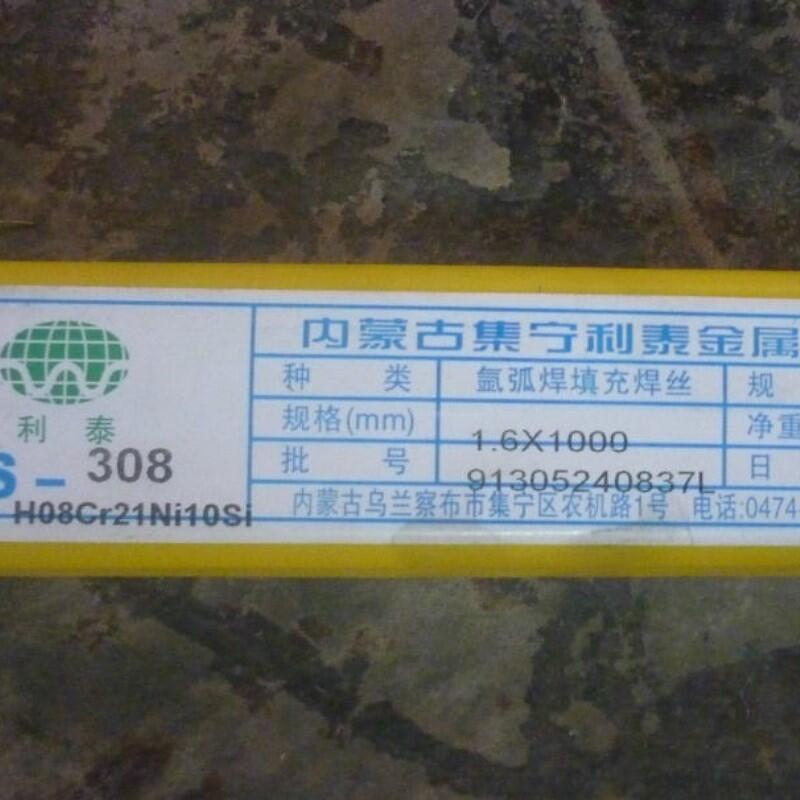 内蒙古集宁利泰金属
利泰
S-308
H08Cr21Ni10Si
种 类 氩弧焊填充焊丝 规
规格(mm) 1.6X1000 净重
批 号 91305240837L 日
内蒙古乌兰察布市集宁区农机路1号 电话:0474-